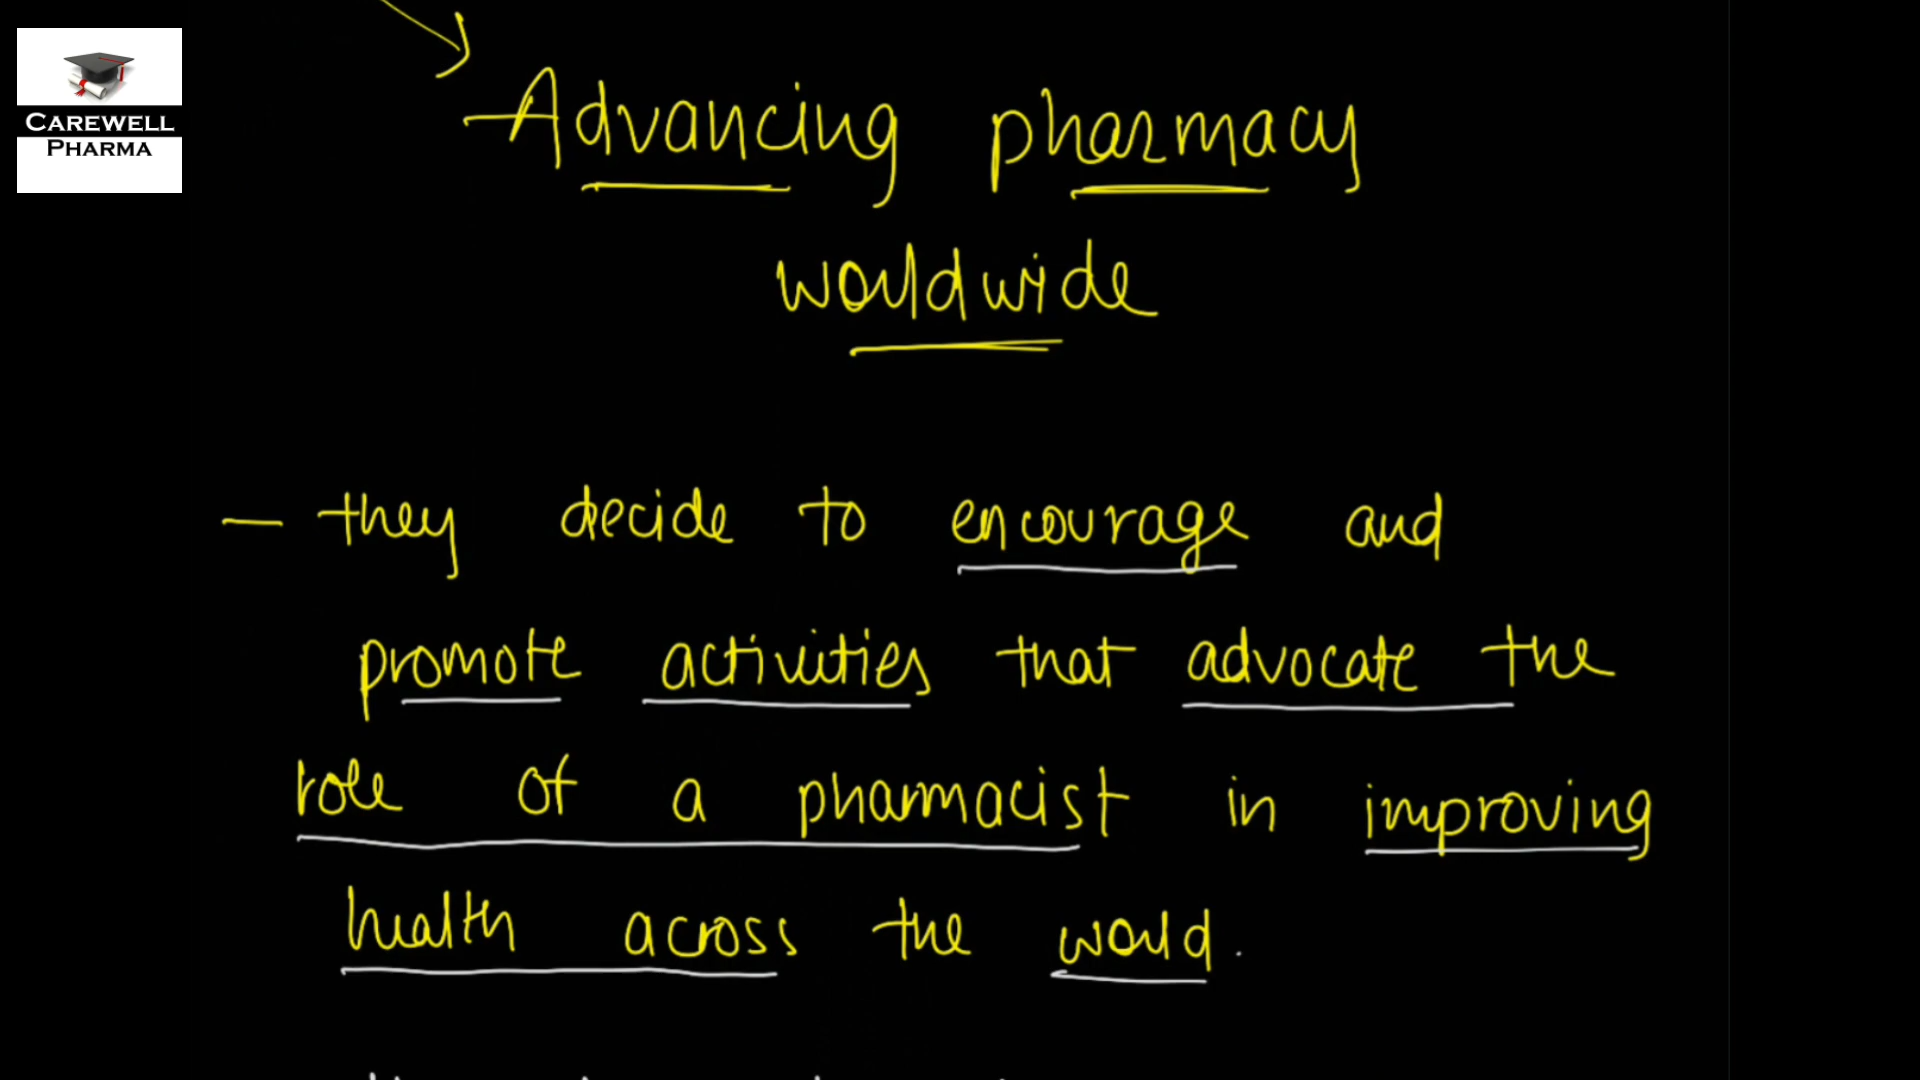 CAREWELL
PHARMA
Advancing pharmacy
worldwide
- they decide to encourage and
promote activities that advocate the
role of a pharmacist in improving
health across the world.